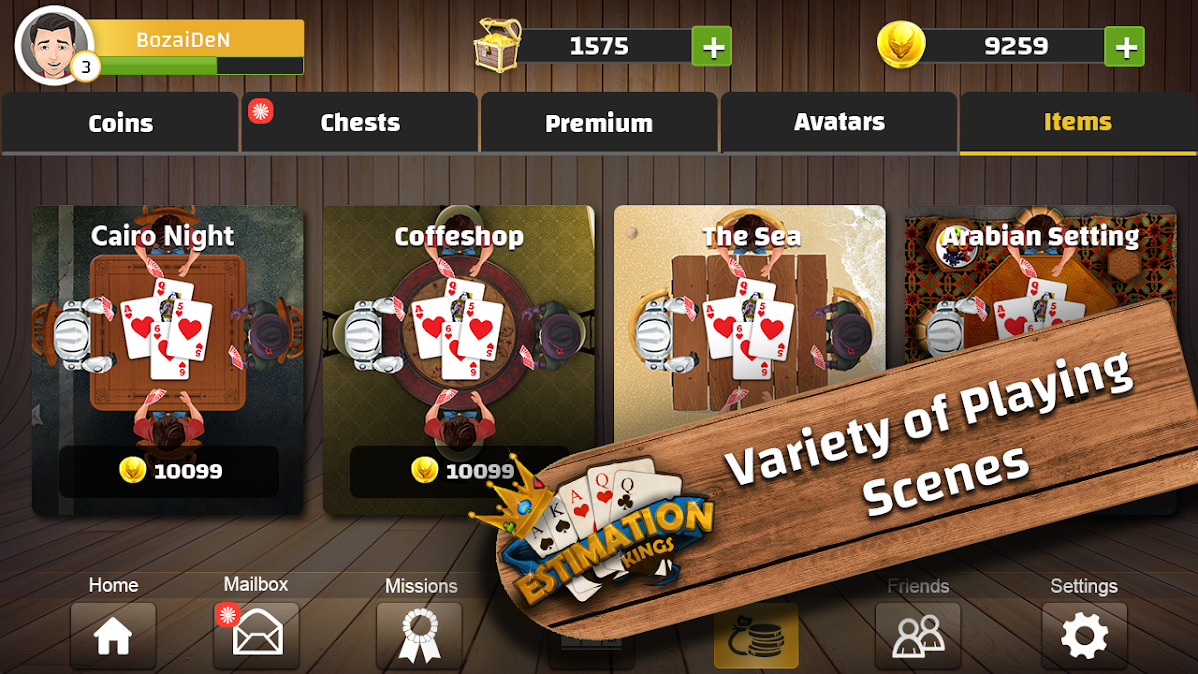 BozaiDeN
3
1575
9259
Coins
Chests
Premium
Avatars
Items
Cairo Night
Coffeshop
The Sea
Arabian Setting
10099
10099
Variety of Playing
Scenes
ESTIMATION
KINGS
Home
Mailbox
Missions
Friends
Settings